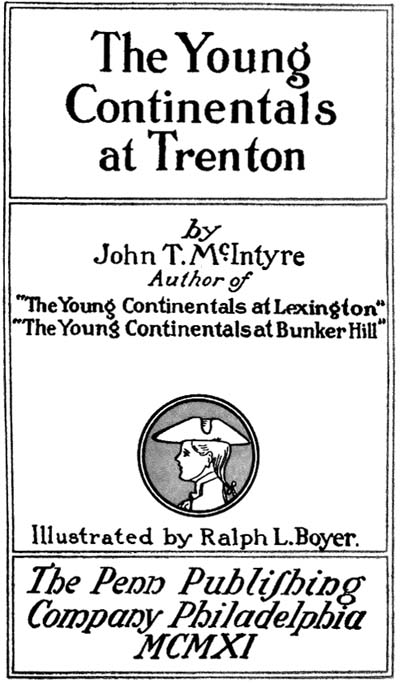 The Young
Continentals
at Trenton
by
John T. McIntyre
Author of
"The Young Continentals at Lexington"
"The Young Continentals at Bunker Hill"
Illustrated by Ralph L. Boyer.
The Penn Publiſhing
Company Philadelphia
MCMXI